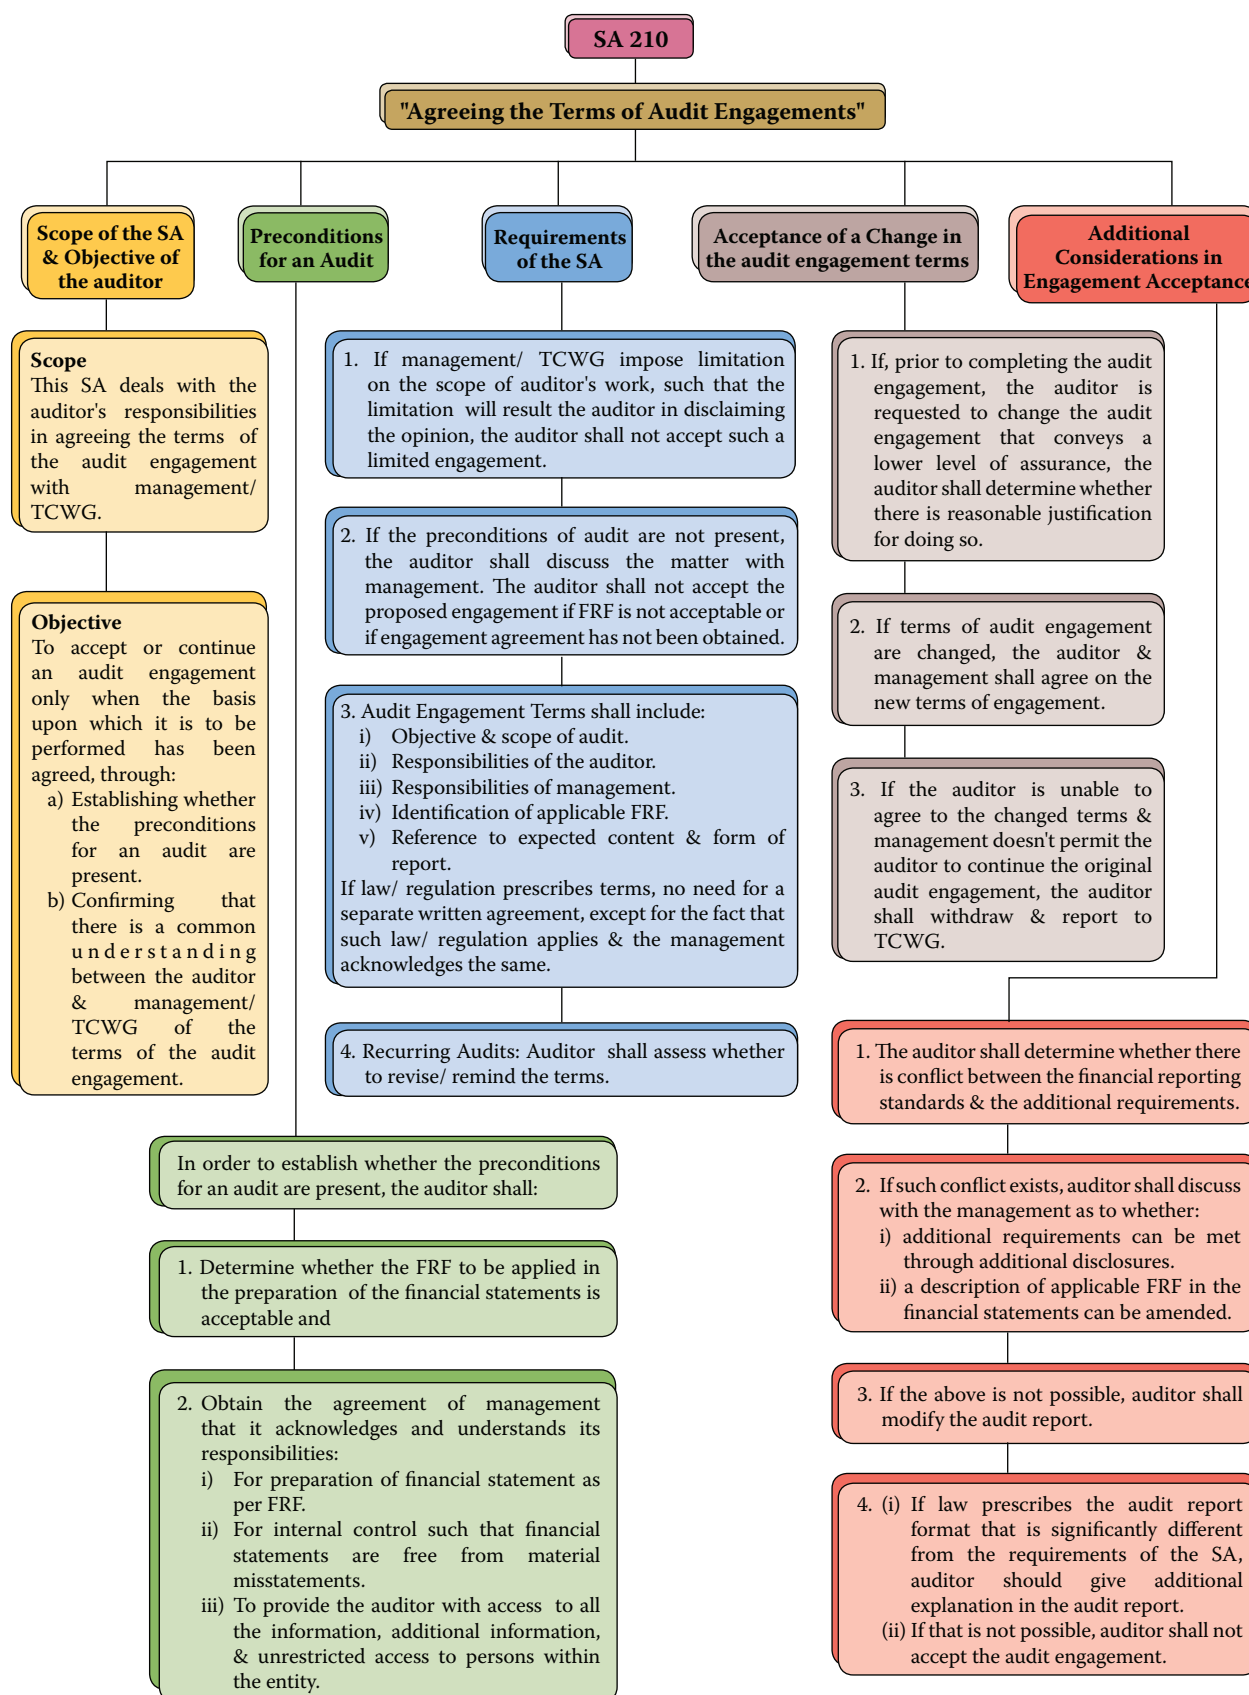 SA 210
"Agreeing the Terms of Audit Engagements"
Scope of the SA
& Objective of
the auditor
Preconditions
for an Audit
Requirements
of the SA
Acceptance of a Change in
the audit engagement terms
Additional
Considerations in
Engagement Acceptance
Scope
This SA deals with the
auditor's responsibilities
in agreeing the terms of
the audit engagement
with management/
TCWG.
Objective
To accept or continue
an audit engagement
only when the basis
upon which it is to be
performed has been
agreed, through:
a) Establishing whether
the preconditions
for an audit are
present.
b) Confirming that
there is a common
understanding
between the auditor
& management/
TCWG of the
terms of the audit
engagement.
In order to establish whether the preconditions
for an audit are present, the auditor shall:
1. Determine whether the FRF to be applied in
the preparation of the financial statements is
acceptable and
2. Obtain the agreement of management
that it acknowledges and understands its
responsibilities:
i) For preparation of financial statement as
per FRF.
ii) For internal control such that financial
statements are free from material
misstatements.
iii) To provide the auditor with access to all
the information, additional information,
& unrestricted access to persons within
the entity.
1. If management/ TCWG impose limitation
on the scope of auditor's work, such that the
limitation will result the auditor in disclaiming
the opinion, the auditor shall not accept such a
limited engagement.
2. If the preconditions of audit are not present,
the auditor shall discuss the matter with
management. The auditor shall not accept the
proposed engagement if FRF is not acceptable or
if engagement agreement has not been obtained.
3. Audit Engagement Terms shall include:
i) Objective & scope of audit.
ii) Responsibilities of the auditor.
iii) Responsibilities of management.
iv) Identification of applicable FRF.
v) Reference to expected content & form of
report.
If law/ regulation prescribes terms, no need for a
separate written agreement, except for the fact that
such law/ regulation applies & the management
acknowledges the same.
4. Recurring Audits: Auditor shall assess whether
to revise/ remind the terms.
1. If, prior to completing the audit
engagement, the auditor is
requested to change the audit
engagement that conveys a
lower level of assurance, the
auditor shall determine whether
there is reasonable justification
for doing so.
2. If terms of audit engagement
are changed, the auditor &
management shall agree on the
new terms of engagement.
3. If the auditor is unable to
agree to the changed terms &
management doesn't permit the
auditor to continue the original
audit engagement, the auditor
shall withdraw & report to
TCWG.
1. The auditor shall determine whether there
is conflict between the financial reporting
standards & the additional requirements.
2. If such conflict exists, auditor shall discuss
with the management as to whether:
i) additional requirements can be met
through additional disclosures.
ii) a description of applicable FRF in the
financial statements can be amended.
3. If the above is not possible, auditor shall
modify the audit report.
4. (i) If law prescribes the audit report
format that is significantly different
from the requirements of the SA,
auditor should give additional
explanation in the audit report.
(ii) If that is not possible, auditor shall not
accept the audit engagement.